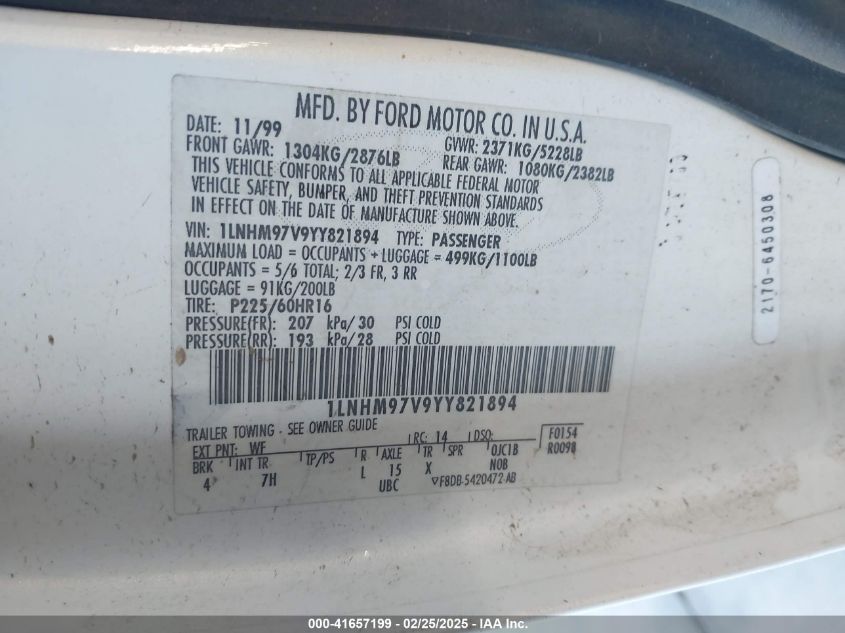 MFD. BY FORD MOTOR CO. IN U.S.A.
DATE: 11/99 GVWR: 2371KG/5228LB
FRONT GAWR: 1304KG/2876LB REAR GAWR: 1080KG/2382LB
THIS VEHICLE CONFORMS TO ALL APPLICABLE FEDERAL MOTOR
VEHICLE SAFETY, BUMPER, AND THEFT PREVENTION STANDARDS
IN EFFECT ON THE DATE OF MANUFACTURE SHOWN ABOVE.
VIN: 1LNHM97V9YY821894 TYPE: PASSENGER
MAXIMUM LOAD = OCCUPANTS + LUGGAGE = 499KG/1100LB
OCCUPANTS = 5/6 TOTAL; 2/3 FR, 3 RR
LUGGAGE = 91KG/200LB
TIRE: P225/60HR16
PRESSURE(FR): 207 kPa/30 PSI COLD
PRESSURE(RR): 193 kPa/28 PSI COLD
1LNHM97V9YY821894
TRAILER TOWING - SEE OWNER GUIDE
EXT PNT: WF RC: 14 DSO: F0154
BRK INT TR TP/PS R AXLE TR SPR 0JC1B R0098
4 7H L 15 X NOB
UBC ▽F8DB-5420472-AB
2170-6450308
000-41657199 - 02/25/2025 - IAA Inc.